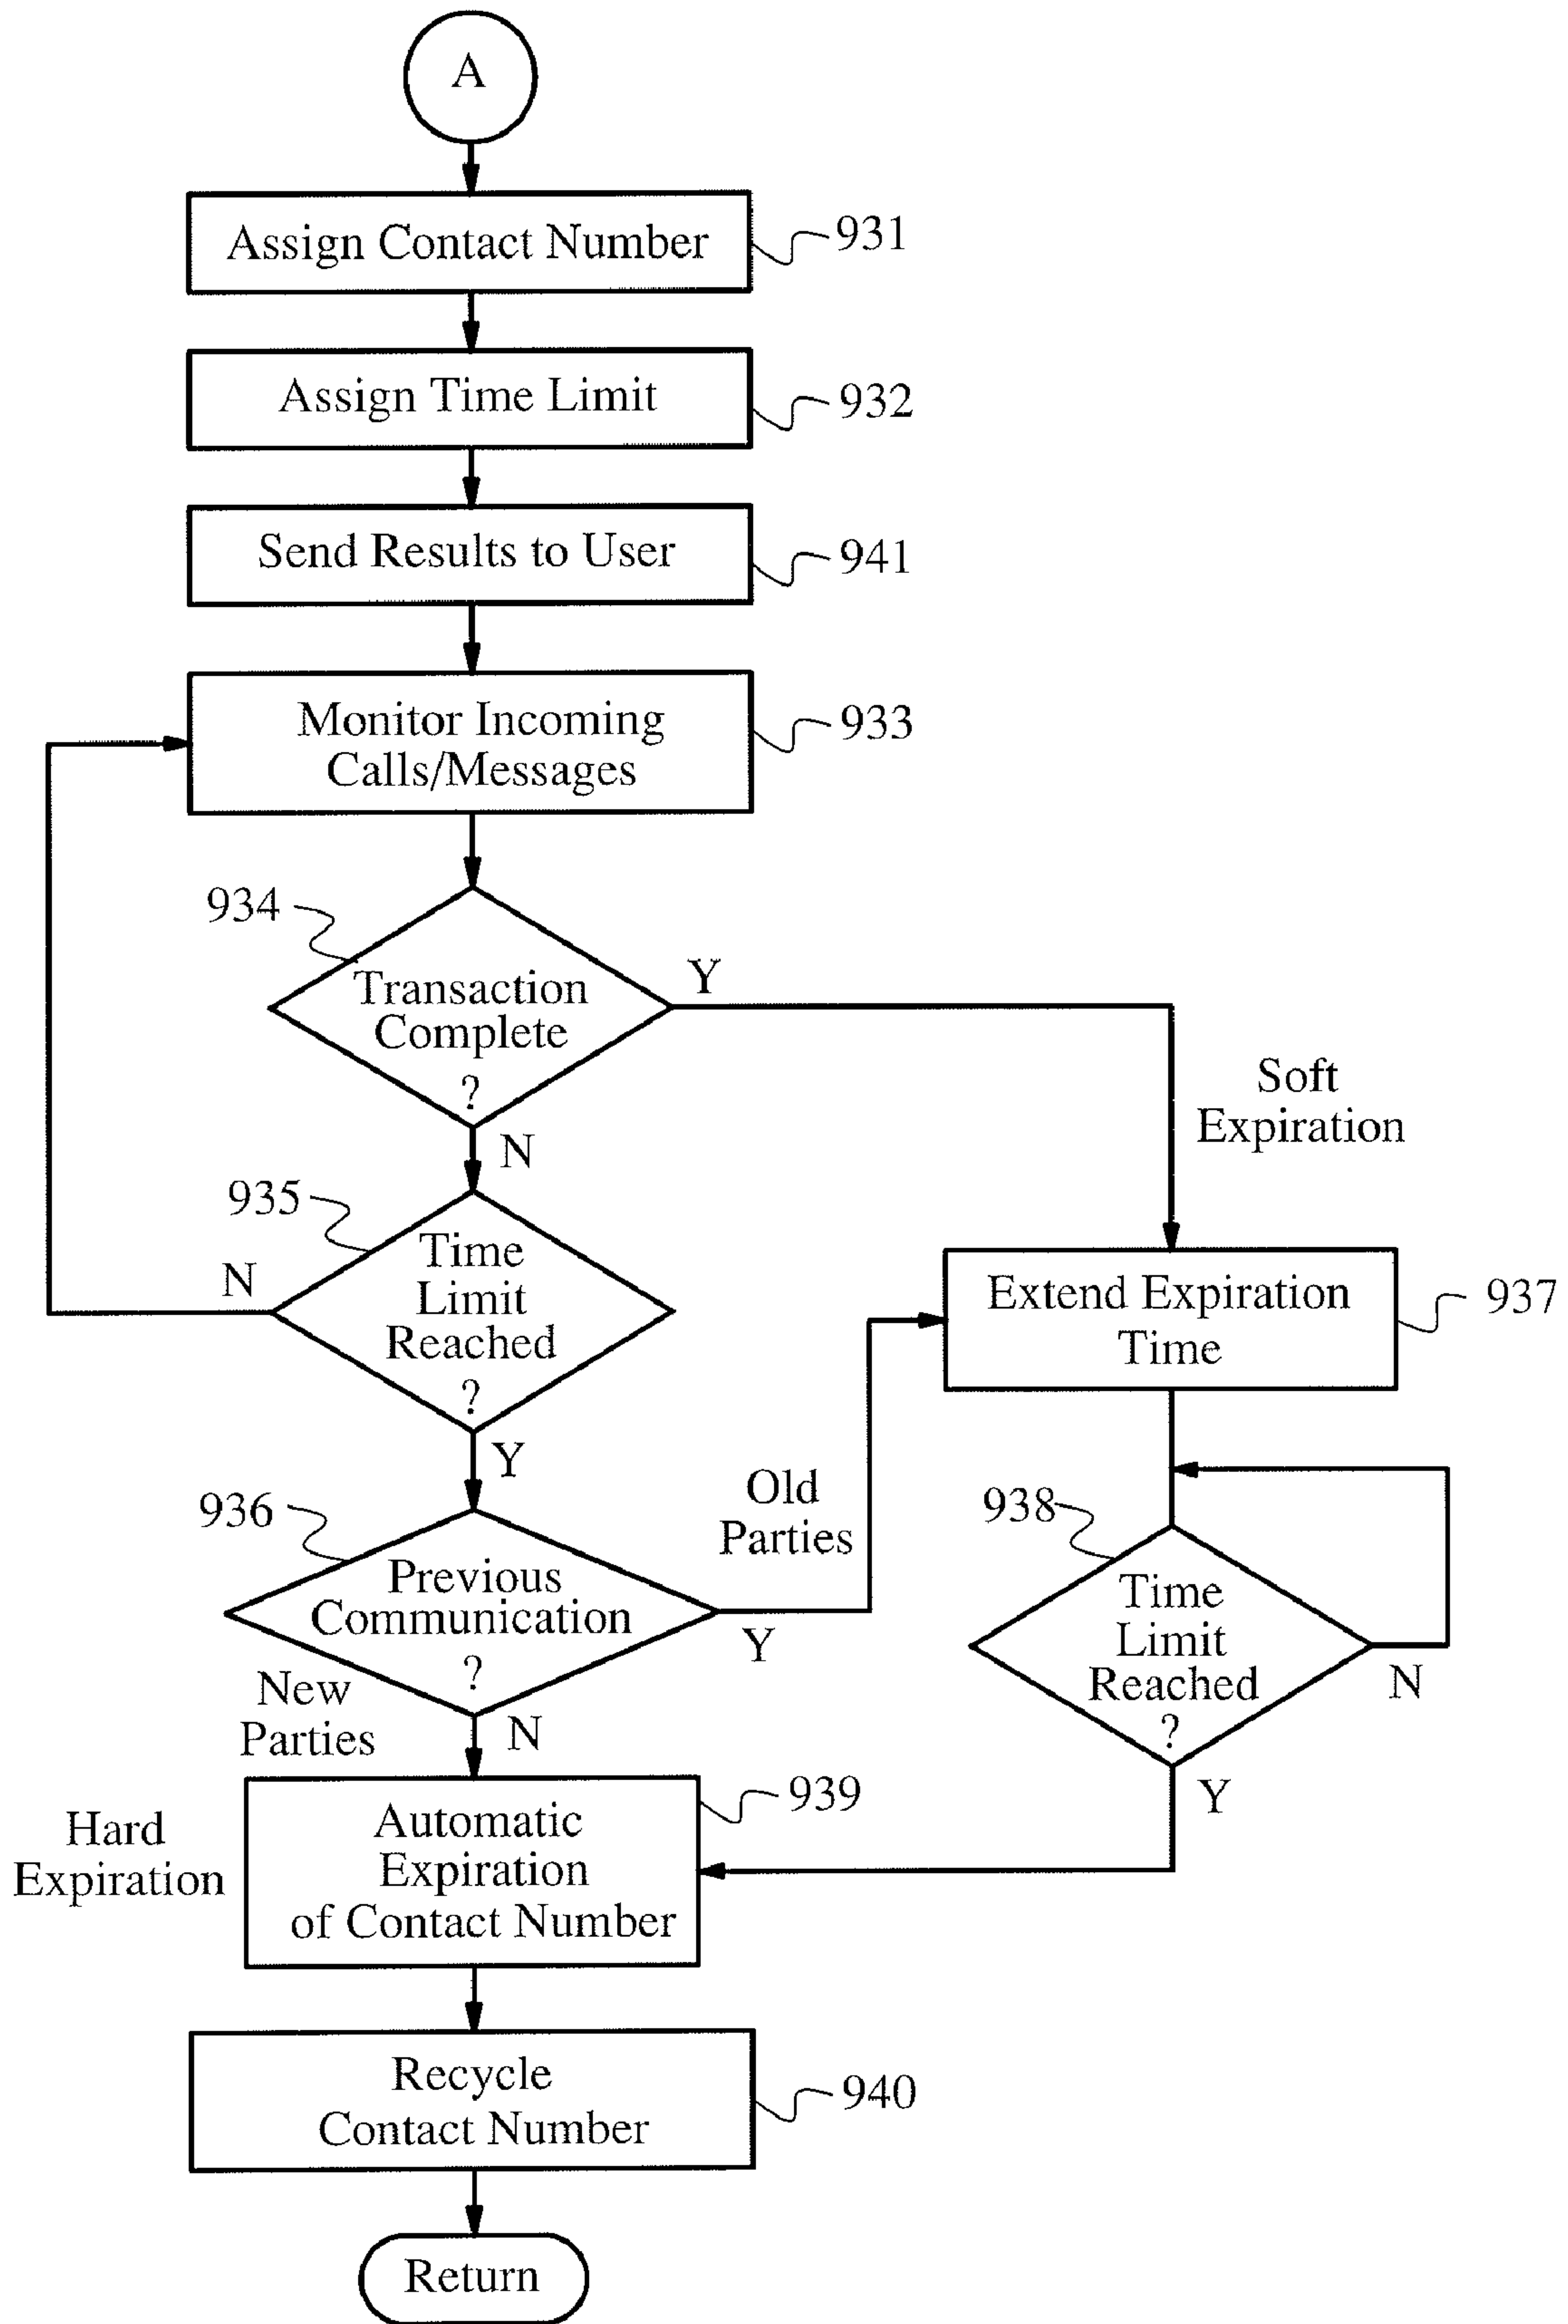 A
Assign Contact Number
931
Assign Time Limit
932
Send Results to User
941
Monitor Incoming
Calls/Messages
933
934
Transaction
Complete
?
Y
N
Soft
Expiration
935
Time
Limit
Reached
?
N
Y
Extend Expiration
Time
937
936
Previous
Communication
?
Old
Parties
Y
New
Parties
N
938
Time
Limit
Reached
?
N
Y
Hard
Expiration
Automatic
Expiration
of Contact Number
939
Recycle
Contact Number
940
Return